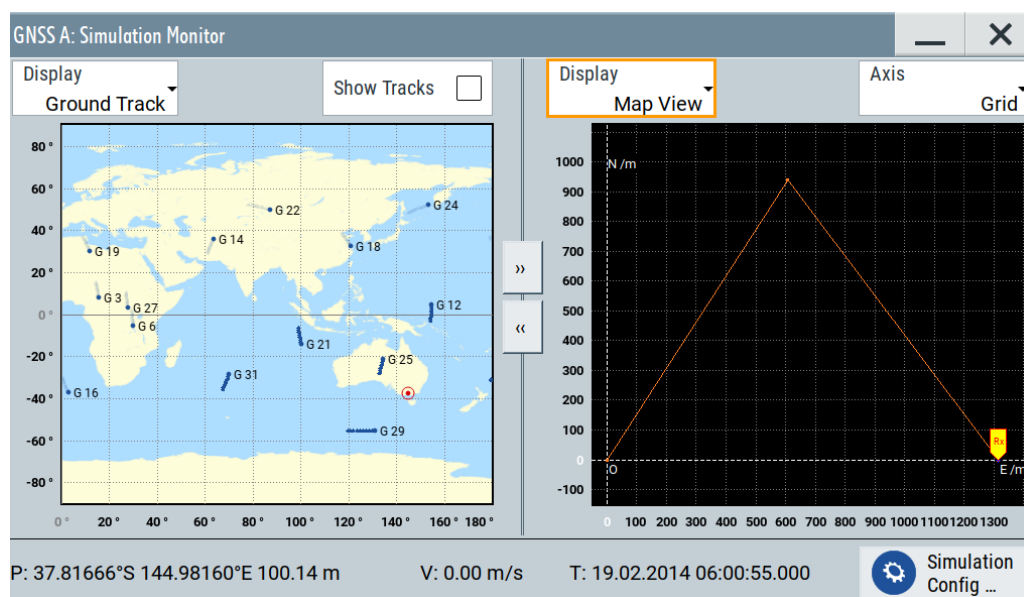 GNSS A: Simulation Monitor
Display
Ground Track
Show Tracks
Display
Map View
Axis
Grid
80 °
60 °
40 °
20 °
0 °
-20 °
-40 °
-60 °
-80 °
G 22
G 24
G 14
G 18
G 19
G 3
G 27
G 6
G 12
G 21
G 25
G 31
G 16
G 29
0 °
20 °
40 °
60 °
80 °
100 °
120 °
140 °
160 °
180 °
»
«
N /m
1000
900
800
700
600
500
400
300
200
100
0
-100
Rx
O
E /m
0 100 200 300 400 500 600 700 800 900 1000 1100 1200 1300
P: 37.81666°S 144.98160°E 100.14 m
V: 0.00 m/s
T: 19.02.2014 06:00:55.000
Simulation
Config ...